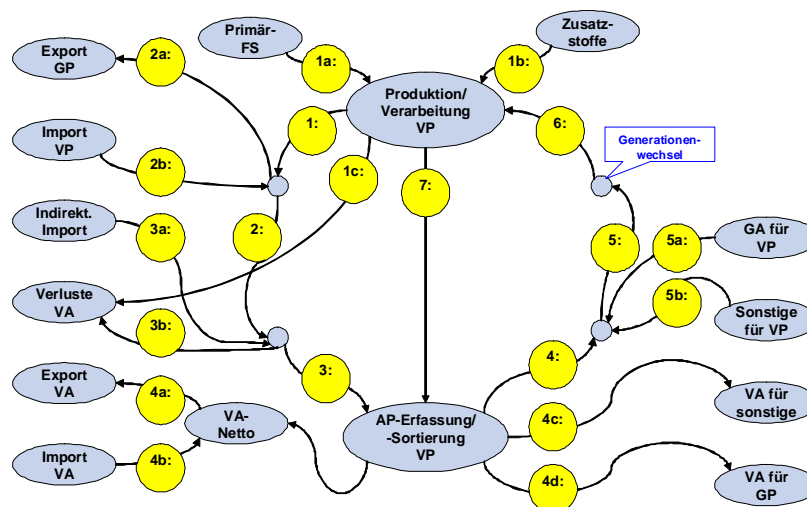 Primär-
FS
Zusatz-
stoffe
Export
GP
2a:
1a:
1b:
Produktion/
Verarbeitung
VP
Import
VP
2b:
1:
1c:
6:
Generationen-
wechsel
7:
Indirekt.
Import
3a:
2:
5:
5a:
GA für
VP
Verluste
VA
3b:
5b:
Sonstige
für VP
Export
VA
4a:
3:
4:
VA-
Netto
AP-Erfassung/
-Sortierung
VP
4c:
VA für
sonstige
Import
VA
4b:
4d:
VA für
GP